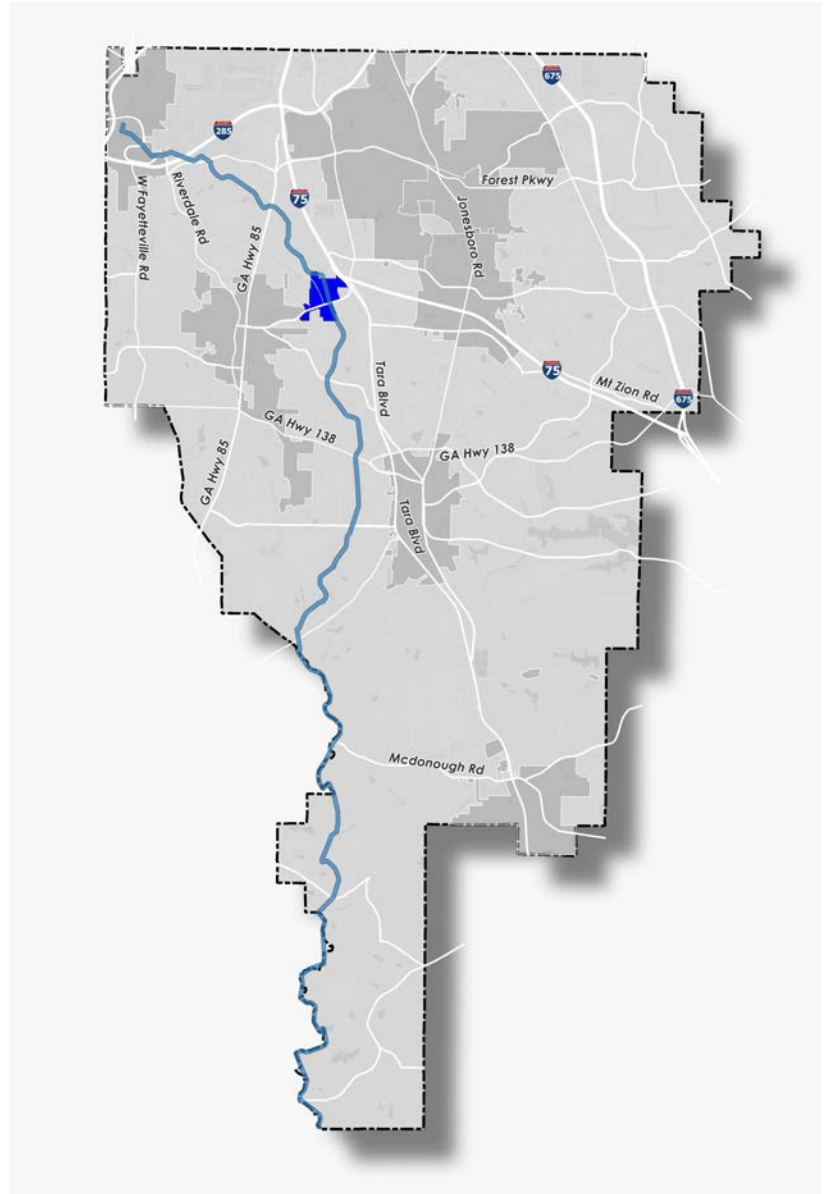 675
285
W Fayetteville Rd
Riverdale Rd
75
Forest Pkwy
Jonesboro Rd
GA Hwy 85
Tara Blvd
75
Mt Zion Rd
675
GA Hwy 138
GA Hwy 138
GA Hwy 85
Tara Blvd
Mcdonough Rd